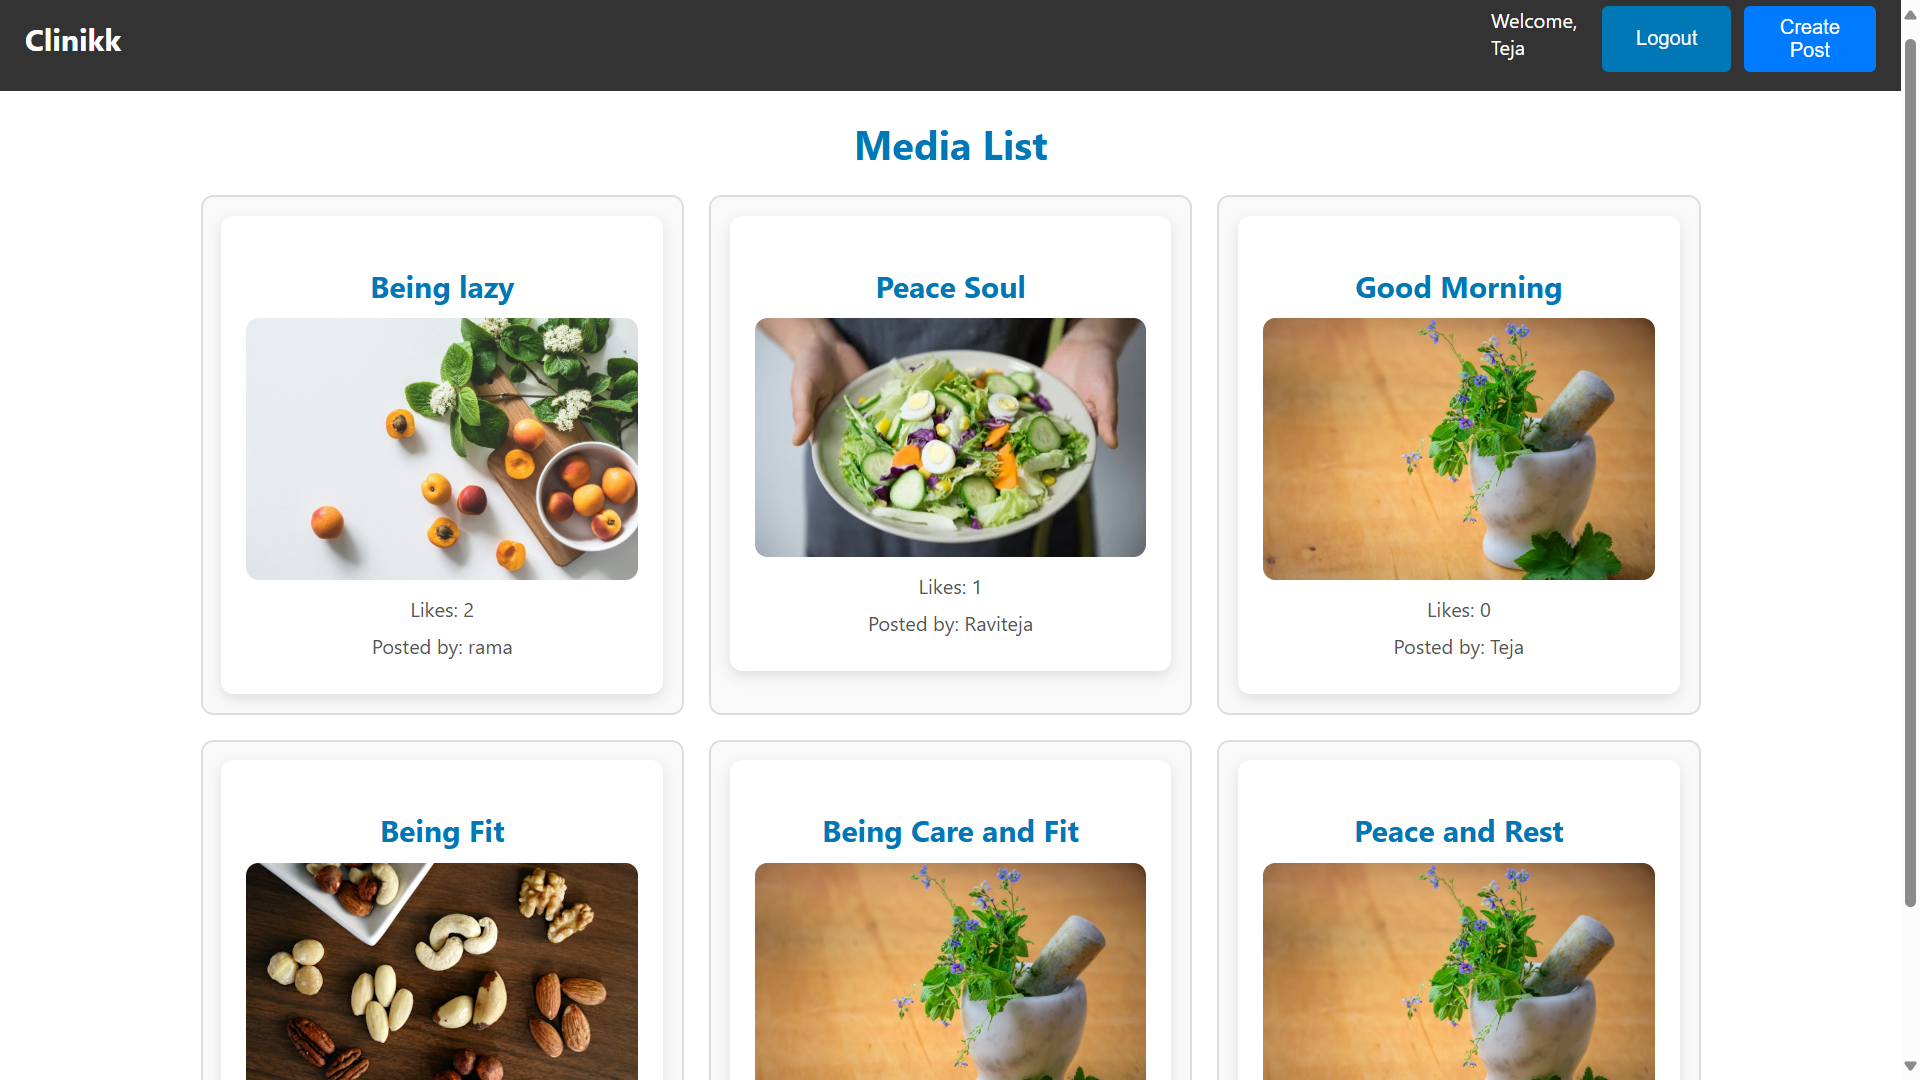 Clinikk
Welcome,
Teja
Logout
Create
Post
Media List
Being lazy
Likes: 2
Posted by: rama
Peace Soul
Likes: 1
Posted by: Raviteja
Good Morning
Likes: 0
Posted by: Teja
Being Fit
Being Care and Fit
Peace and Rest